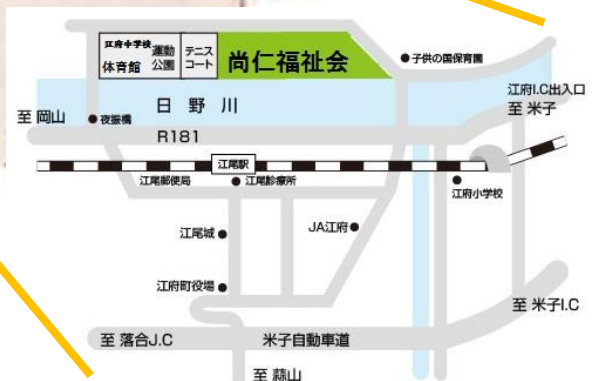 江府中学校
体育館
運動
公園
テニス
コート
尚仁福祉会
子供の国保育園
江府I.C出入口
至 米子
日 野 川
至 岡山
夜振橋
R181
江尾駅
江尾郵便局
江尾診療所
江府小学校
江尾城
JA江府
江府町役場
至 米子I.C
至 落合J.C
米子自動車道
至 蒜山